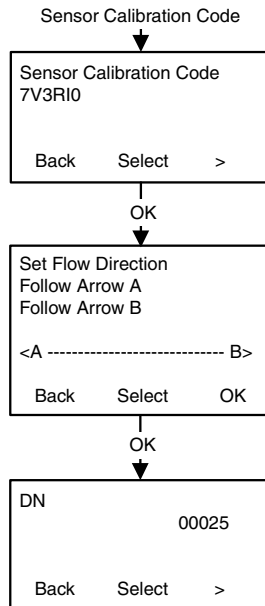 Sensor Calibration Code
Sensor Calibration Code
7V3RI0
Back Select >
OK
Set Flow Direction
Follow Arrow A
Follow Arrow B
<A ----------------------------- B>
Back Select OK
OK
DN
00025
Back Select >